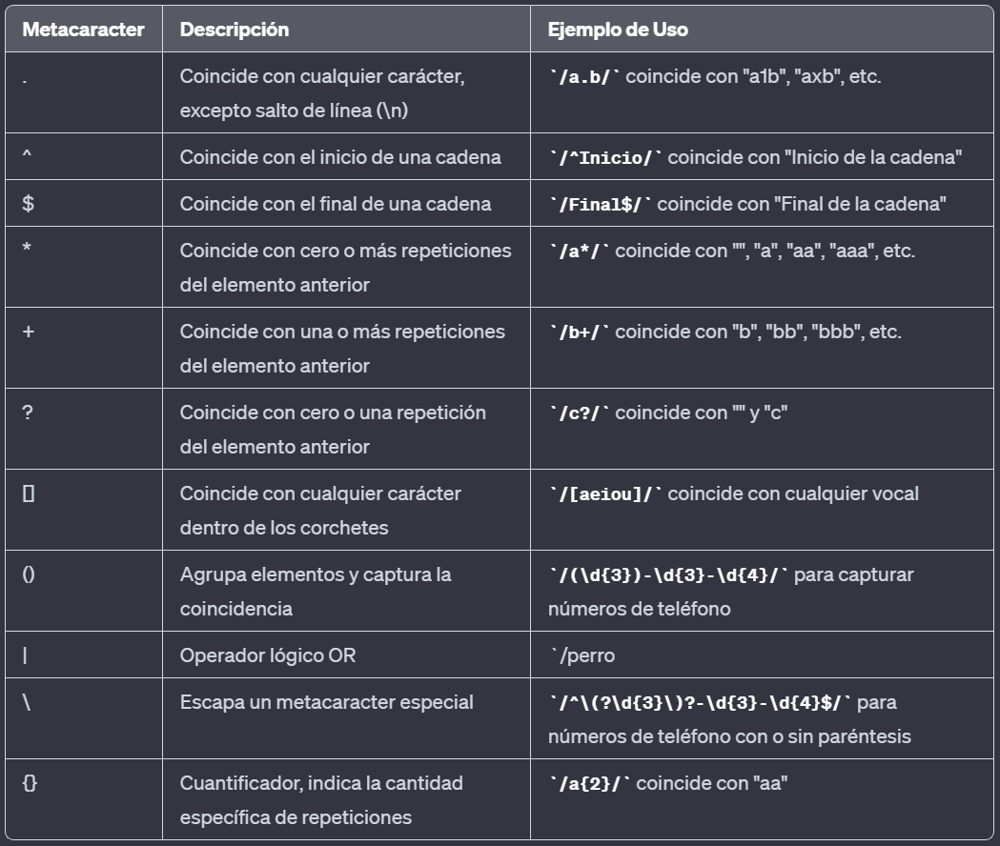 Metacaracter Descripción Ejemplo de Uso
. Coincide con cualquier carácter, `/a.b/` coincide con "a1b", "axb", etc.
excepto salto de línea (\n)
^ Coincide con el inicio de una cadena `/^Inicio/` coincide con "Inicio de la cadena"
$ Coincide con el final de una cadena `/Final$/` coincide con "Final de la cadena"
* Coincide con cero o más repeticiones `/a*/` coincide con "", "a", "aa", "aaa", etc.
del elemento anterior
+ Coincide con una o más repeticiones `/b+/` coincide con "b", "bb", "bbb", etc.
del elemento anterior
? Coincide con cero o una repetición `/c?/` coincide con "" y "c"
del elemento anterior
[] Coincide con cualquier carácter `/[aeiou]/` coincide con cualquier vocal
dentro de los corchetes
() Agrupa elementos y captura la `/(\d{3})-\d{3}-\d{4}/` para capturar
coincidencia números de teléfono
| Operador lógico OR `/perro
\ Escapa un metacaracter especial `/^\(?\d{3}\)?-\d{3}-\d{4}$/` para
números de teléfono con o sin paréntesis
{} Cuantificador, indica la cantidad `/a{2}/` coincide con "aa"
específica de repeticiones